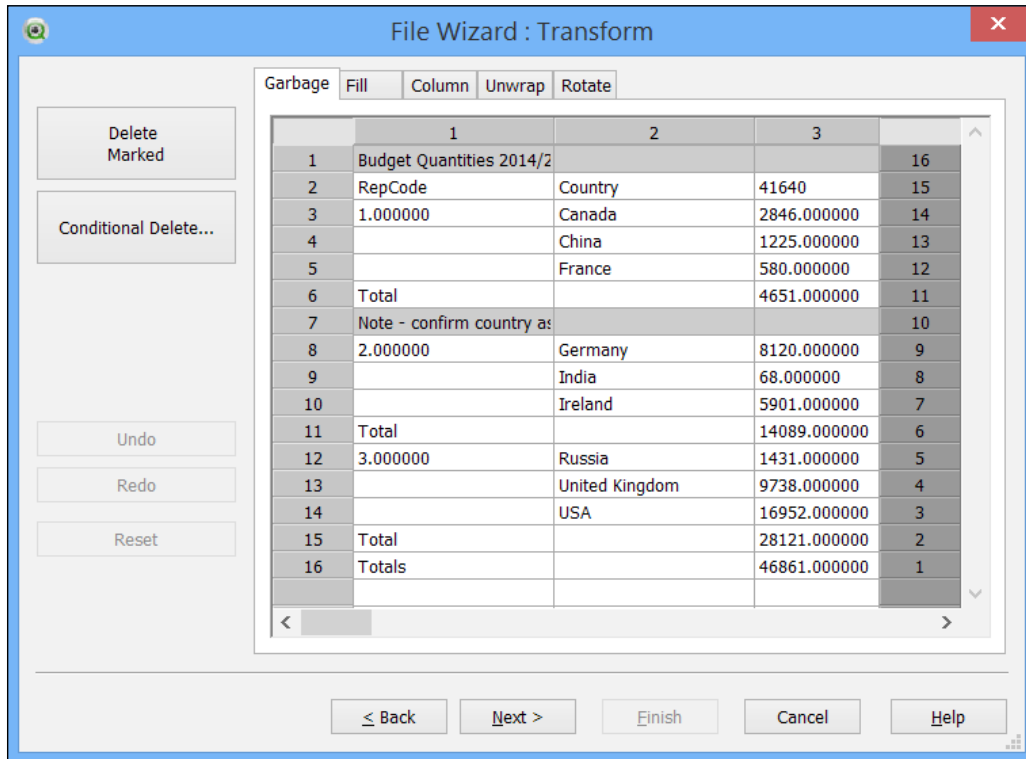 File Wizard : Transform
Garbage Fill Column Unwrap Rotate
Delete
Marked
Conditional Delete...
Undo
Redo
Reset
1 2 3
1 Budget Quantities 2014/2 16
2 RepCode Country 41640 15
3 1.000000 Canada 2846.000000 14
4 China 1225.000000 13
5 France 580.000000 12
6 Total 4651.000000 11
7 Note - confirm country as 10
8 2.000000 Germany 8120.000000 9
9 India 68.000000 8
10 Ireland 5901.000000 7
11 Total 14089.000000 6
12 3.000000 Russia 1431.000000 5
13 United Kingdom 9738.000000 4
14 USA 16952.000000 3
15 Total 28121.000000 2
16 Totals 46861.000000 1
< Back Next > Finish Cancel Help